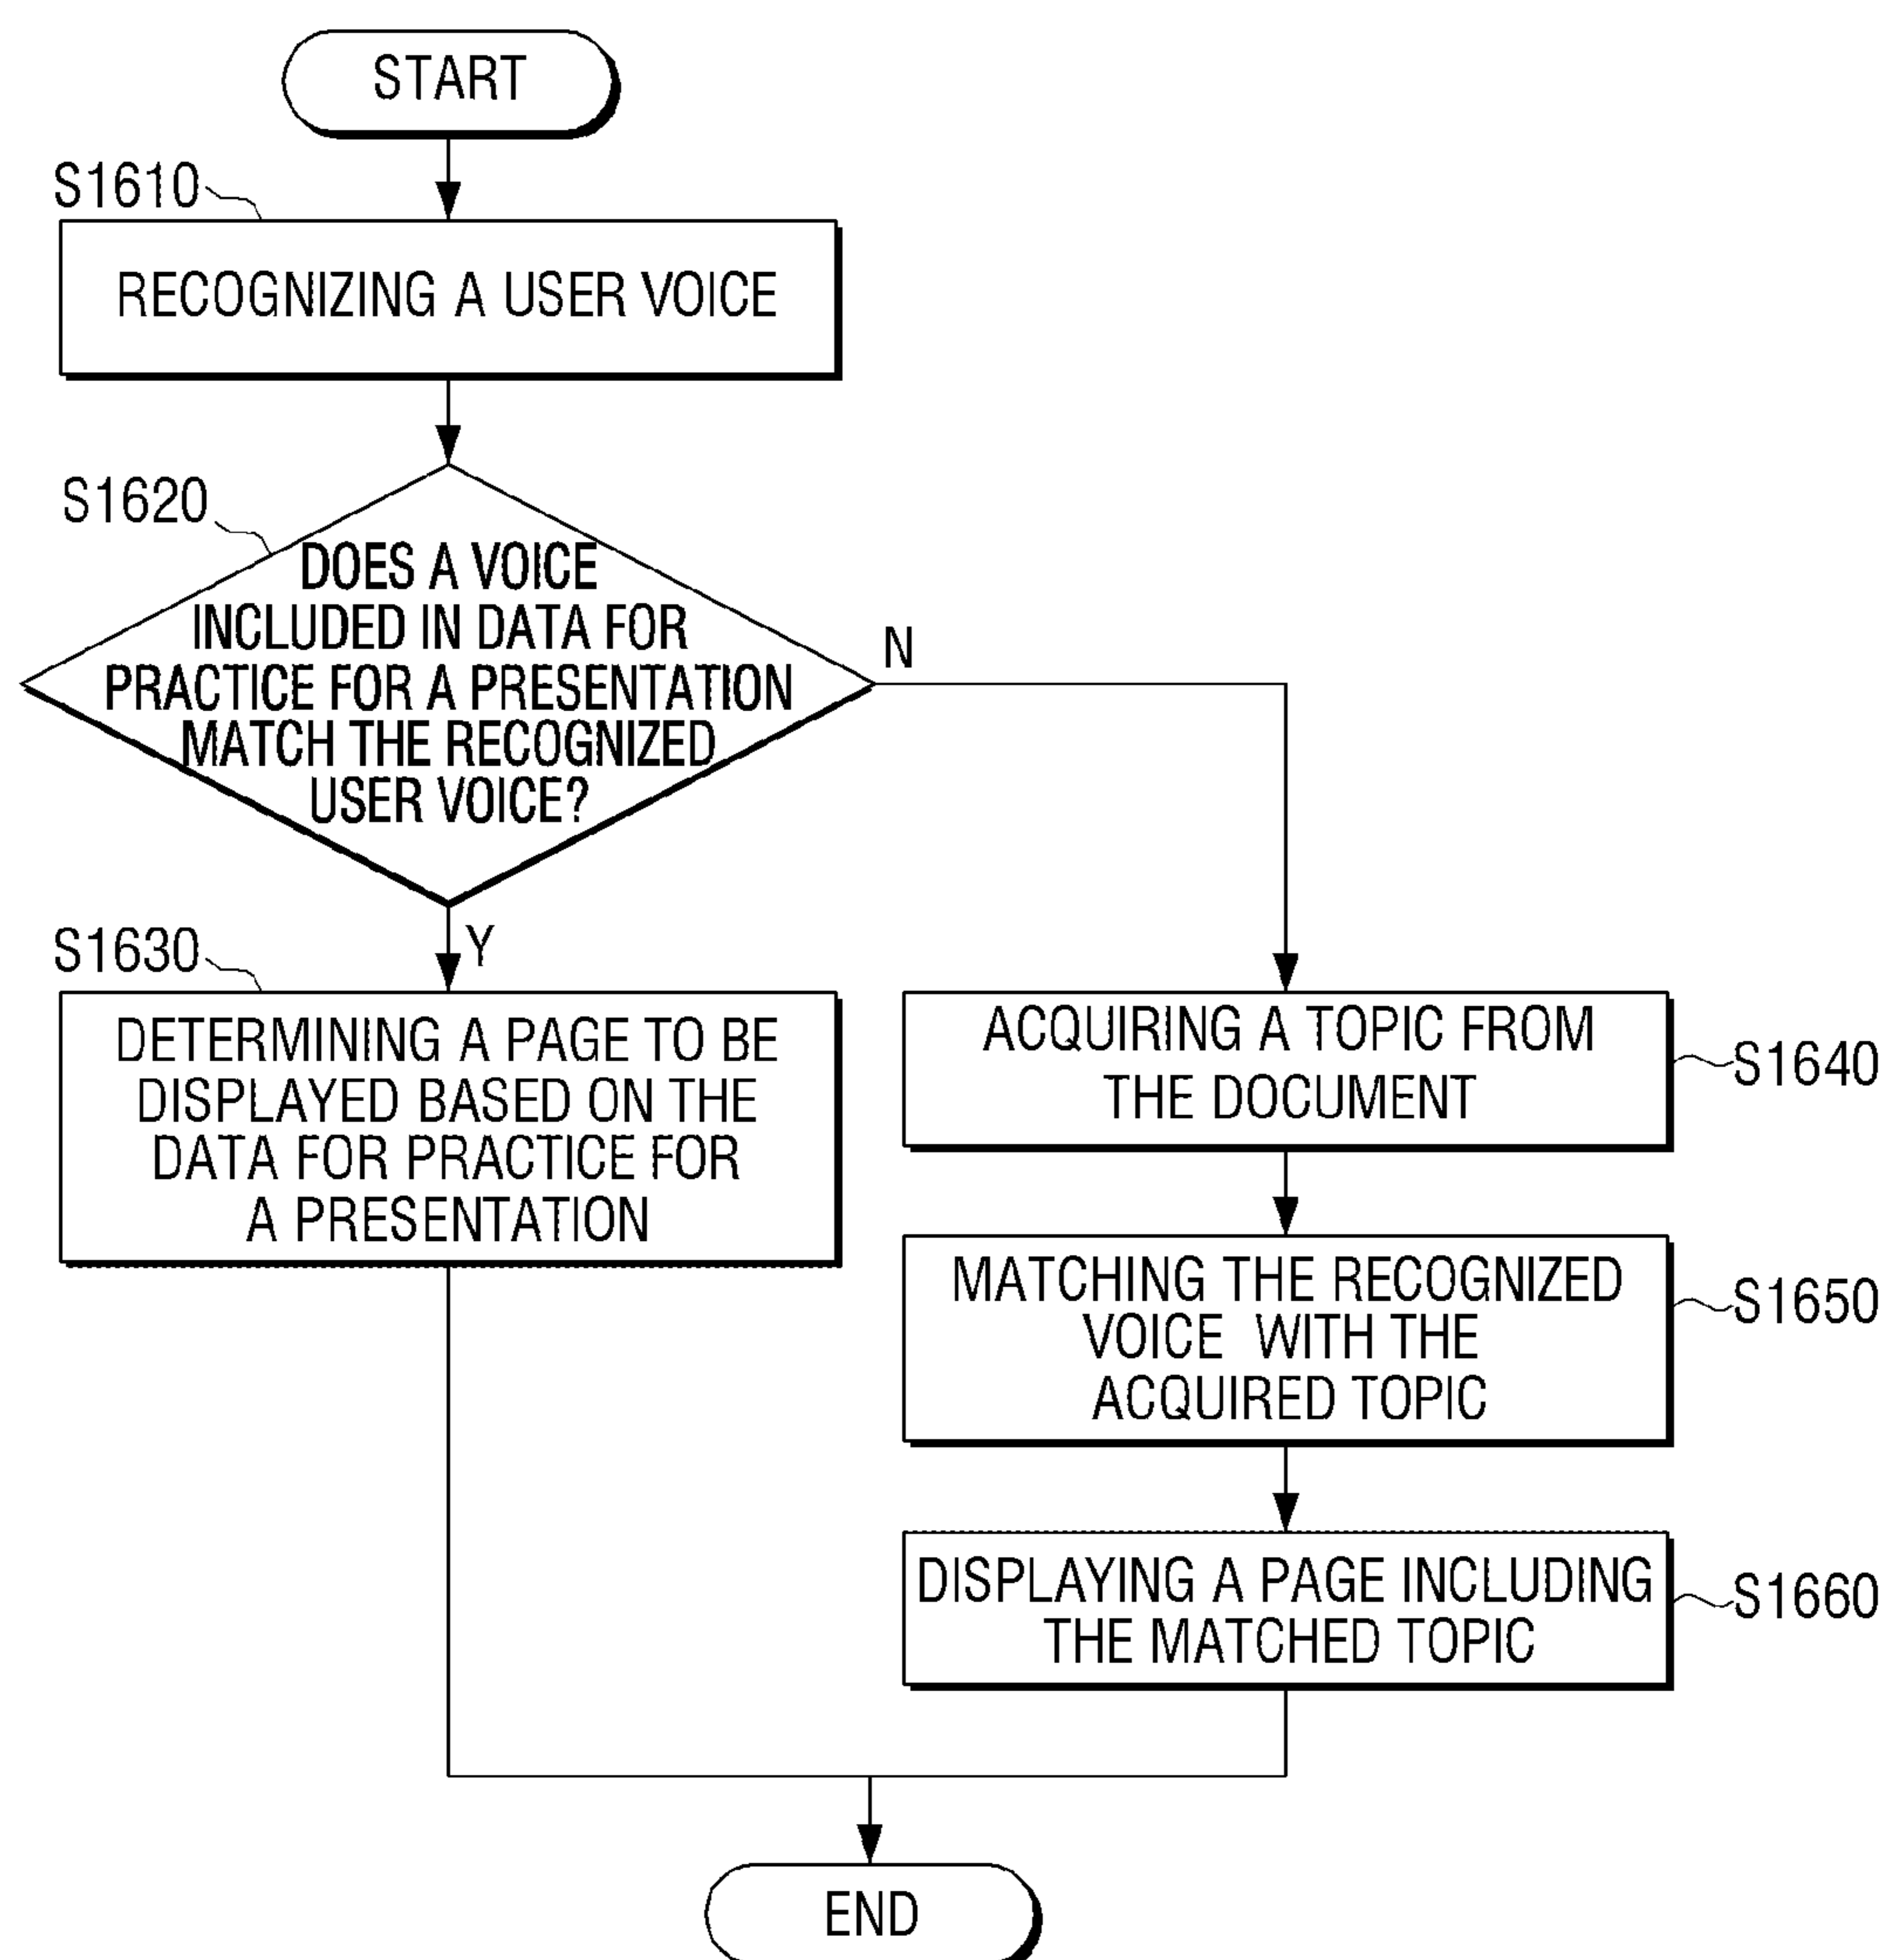 START
S1610
RECOGNIZING A USER VOICE
S1620
DOES A VOICE
INCLUDED IN DATA FOR
PRACTICE FOR A PRESENTATION
MATCH THE RECOGNIZED
USER VOICE?
N
Y
S1630
DETERMINING A PAGE TO BE
DISPLAYED BASED ON THE
DATA FOR PRACTICE FOR
A PRESENTATION
ACQUIRING A TOPIC FROM
THE DOCUMENT
S1640
MATCHING THE RECOGNIZED
VOICE WITH THE
ACQUIRED TOPIC
S1650
DISPLAYING A PAGE INCLUDING
THE MATCHED TOPIC
S1660
END